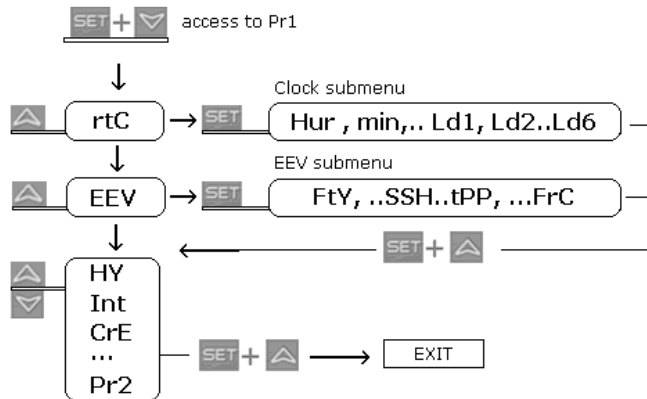 SET + access to Pr1
Clock submenu
rtC SET Hur , min,.. Ld1, Ld2..Ld6
EEV submenu
EEV SET FtY, ..SSH..tPP, ...FrC
SET +
HY
Int
CrE
...
Pr2
SET + EXIT